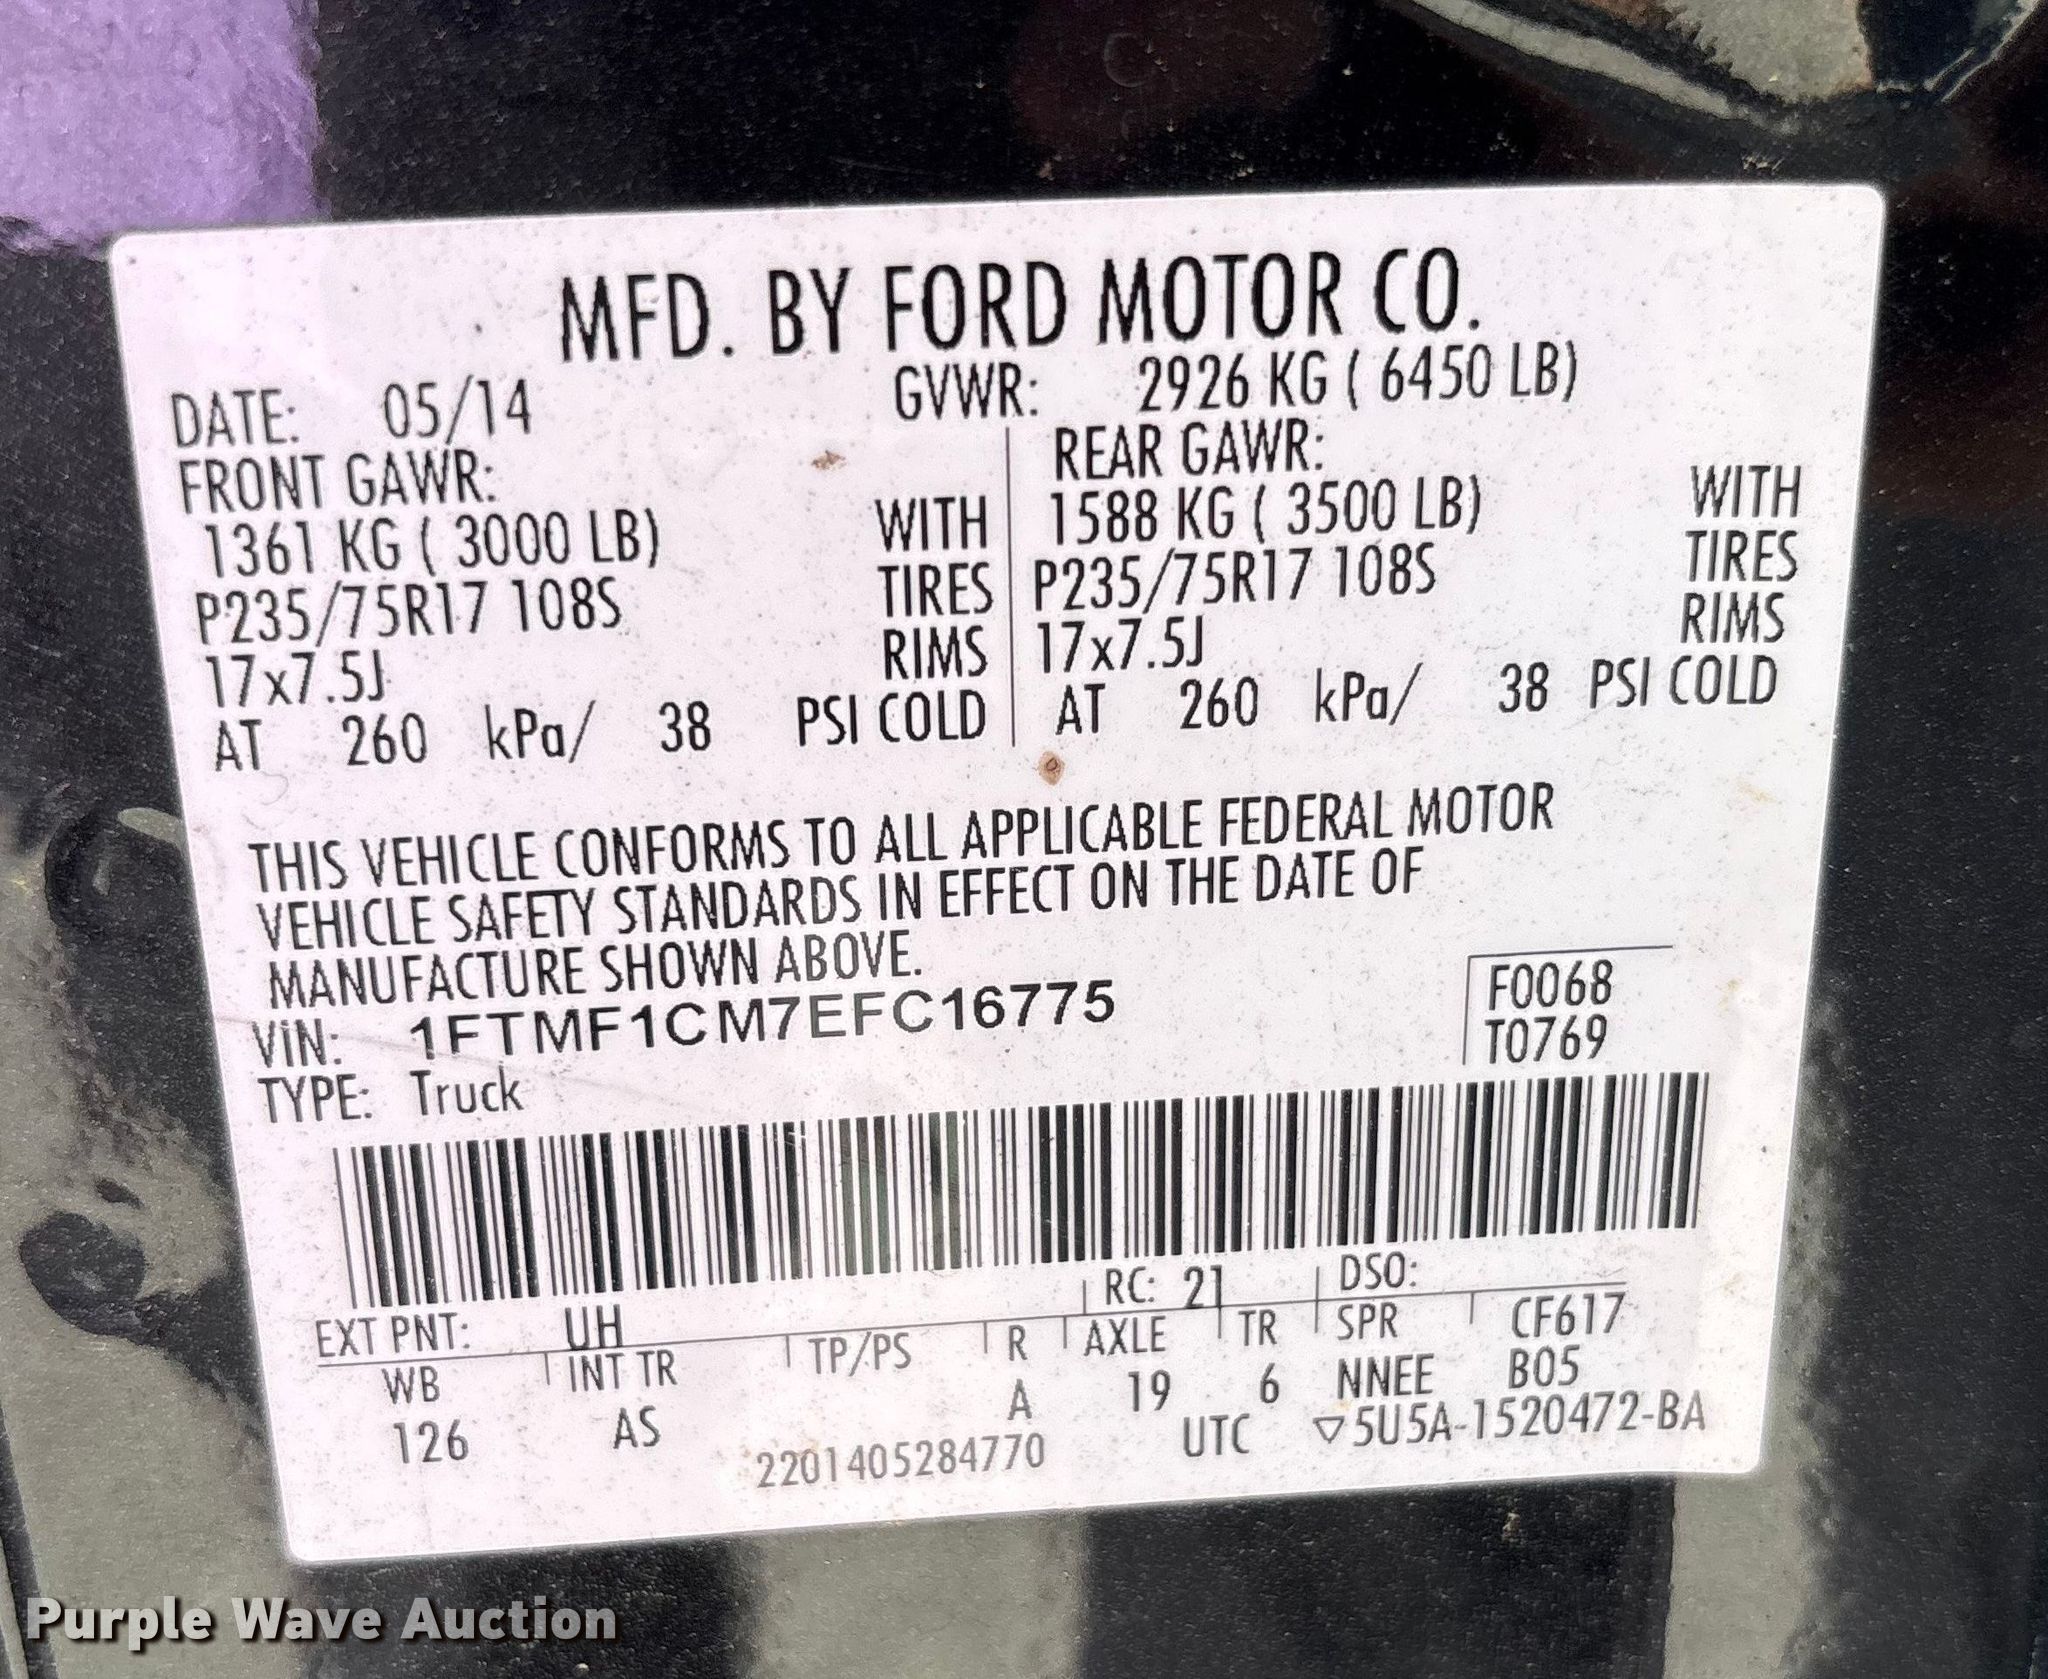 MFD. BY FORD MOTOR CO.
DATE: 05/14 GVWR: 2926 KG ( 6450 LB)
FRONT GAWR: REAR GAWR:
1361 KG ( 3000 LB) WITH 1588 KG ( 3500 LB) WITH
P235/75R17 108S TIRES P235/75R17 108S TIRES
17x7.5J RIMS 17x7.5J RIMS
AT 260 kPa/ 38 PSI COLD AT 260 kPa/ 38 PSI COLD
THIS VEHICLE CONFORMS TO ALL APPLICABLE FEDERAL MOTOR
VEHICLE SAFETY STANDARDS IN EFFECT ON THE DATE OF
MANUFACTURE SHOWN ABOVE.
VIN: 1FTMF1CM7EFC16775 F0068
TYPE: Truck T0769
EXT PNT: UH RC: 21 DSO:
WB INT TR TP/PS R AXLE TR SPR CF617
126 AS A 19 6 NNEE B05
2201405284770 UTC ▽5U5A-1520472-BA
Purple Wave Auction